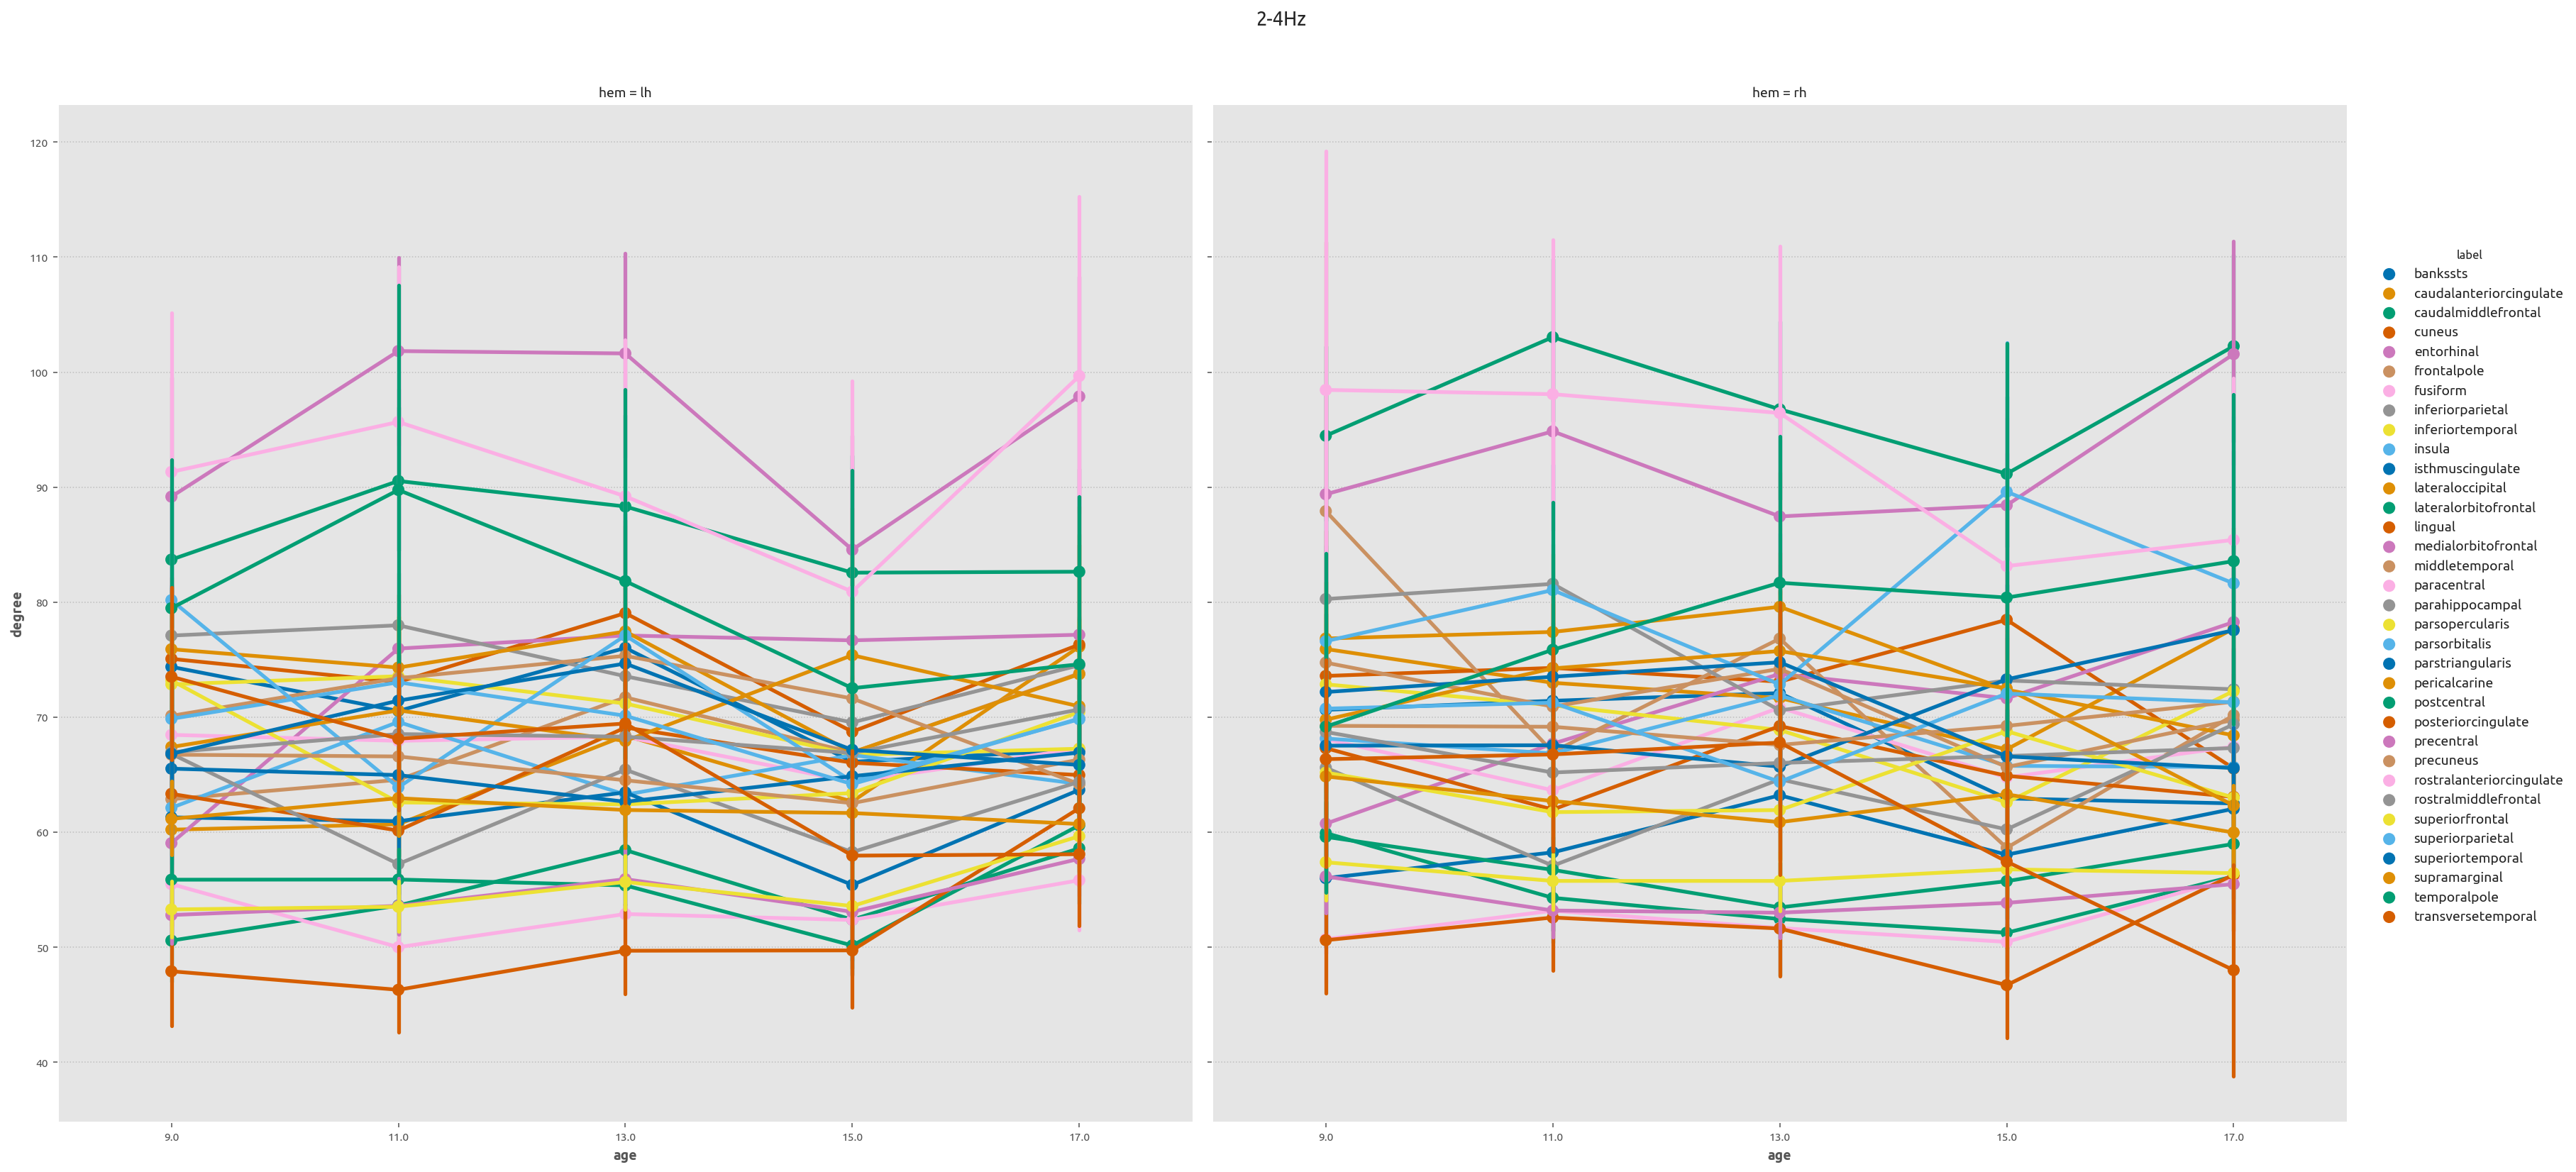 2-4Hz
hem = lh
hem = rh
120
110
100
90
80
70
60
50
40
degree
9.0
11.0
13.0
15.0
17.0
age
9.0
11.0
13.0
15.0
17.0
age
label
bankssts
caudalanteriorcingulate
caudalmiddlefrontal
cuneus
entorhinal
frontalpole
fusiform
inferiorparietal
inferiortemporal
insula
isthmuscingulate
lateraloccipital
lateralorbitofrontal
lingual
medialorbitofrontal
middletemporal
paracentral
parahippocampal
parsopercularis
parsorbitalis
parstriangularis
pericalcarine
postcentral
posteriorcingulate
precentral
precuneus
rostralanteriorcingulate
rostralmiddlefrontal
superiorfrontal
superiorparietal
superiortemporal
supramarginal
temporalpole
transversetemporal